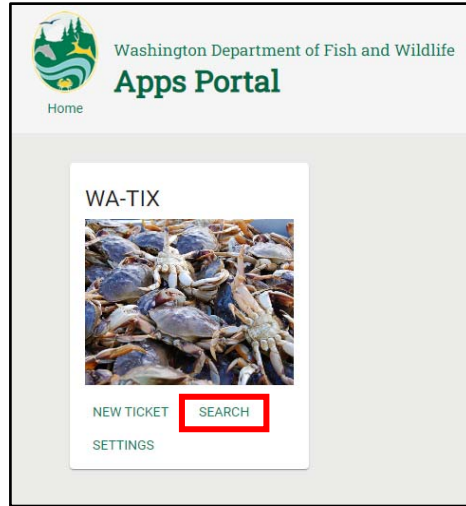 Washington Department of Fish and Wildlife
Apps Portal
Home
WA-TIX
NEW TICKET SEARCH
SETTINGS